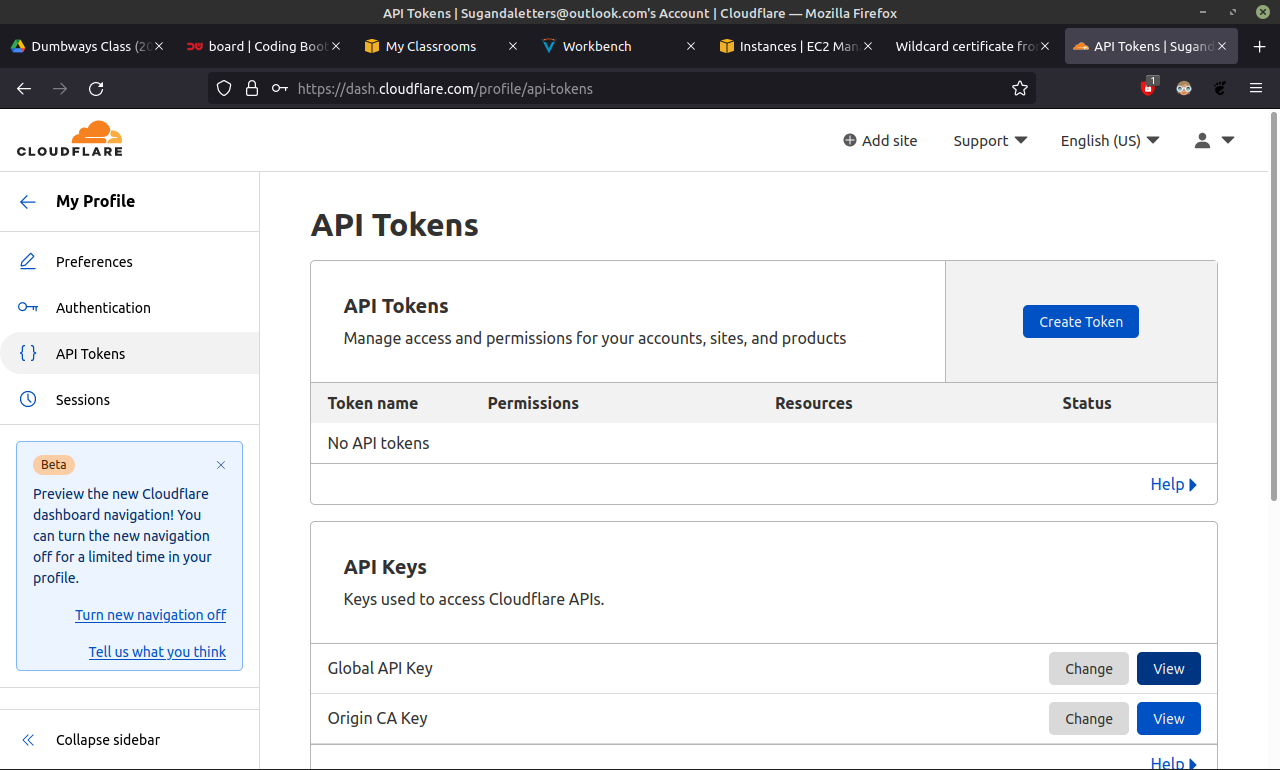 API Tokens | Sugandaletters@outlook.com's Account | Cloudflare — Mozilla Firefox
Dumbways Class (20
board | Coding Boot
My Classrooms
Workbench
Instances | EC2 Man
Wildcard certificate fro
API Tokens | Sugand
https://dash.cloudflare.com/profile/api-tokens
1
CLOUDFLARE
Add site
Support
English (US)
My Profile
Preferences
Authentication
API Tokens
Sessions
Beta
Preview the new Cloudflare
dashboard navigation! You
can turn the new navigation
off for a limited time in your
profile.
Turn new navigation off
Tell us what you think
Collapse sidebar
API Tokens
API Tokens
Manage access and permissions for your accounts, sites, and products
Create Token
Token name Permissions Resources Status
No API tokens
Help
API Keys
Keys used to access Cloudflare APIs.
Global API Key Change View
Origin CA Key Change View
Help